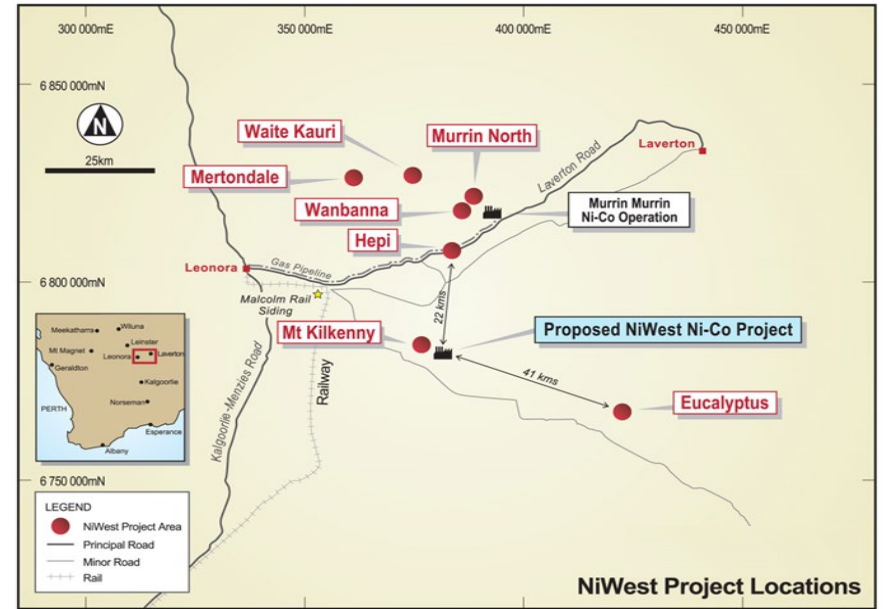 300 000mE
350 000mE
400 000mE
450 000mE
6 850 000mN
N
25km
Waite Kauri
Murrin North
Mertondale
Wanbanna
Hepi
Laverton Road
Laverton
Murrin Murrin
Ni-Co Operation
Leonora
Gas Pipeline
6 800 000mN
Malcolm Rail
Siding
22 kms
Mt Kilkenny
Proposed NiWest Ni-Co Project
41 kms
Eucalyptus
Kalgoorlie-Menzies Road
Railway
Meekatharra
Wiluna
Leinster
Mt Magnet
Leonora
Laverton
Geraldton
Kalgoorlie
PERTH
Norseman
Esperance
Albany
6 750 000mN
LEGEND
NiWest Project Area
Principal Road
Minor Road
Rail
NiWest Project Locations